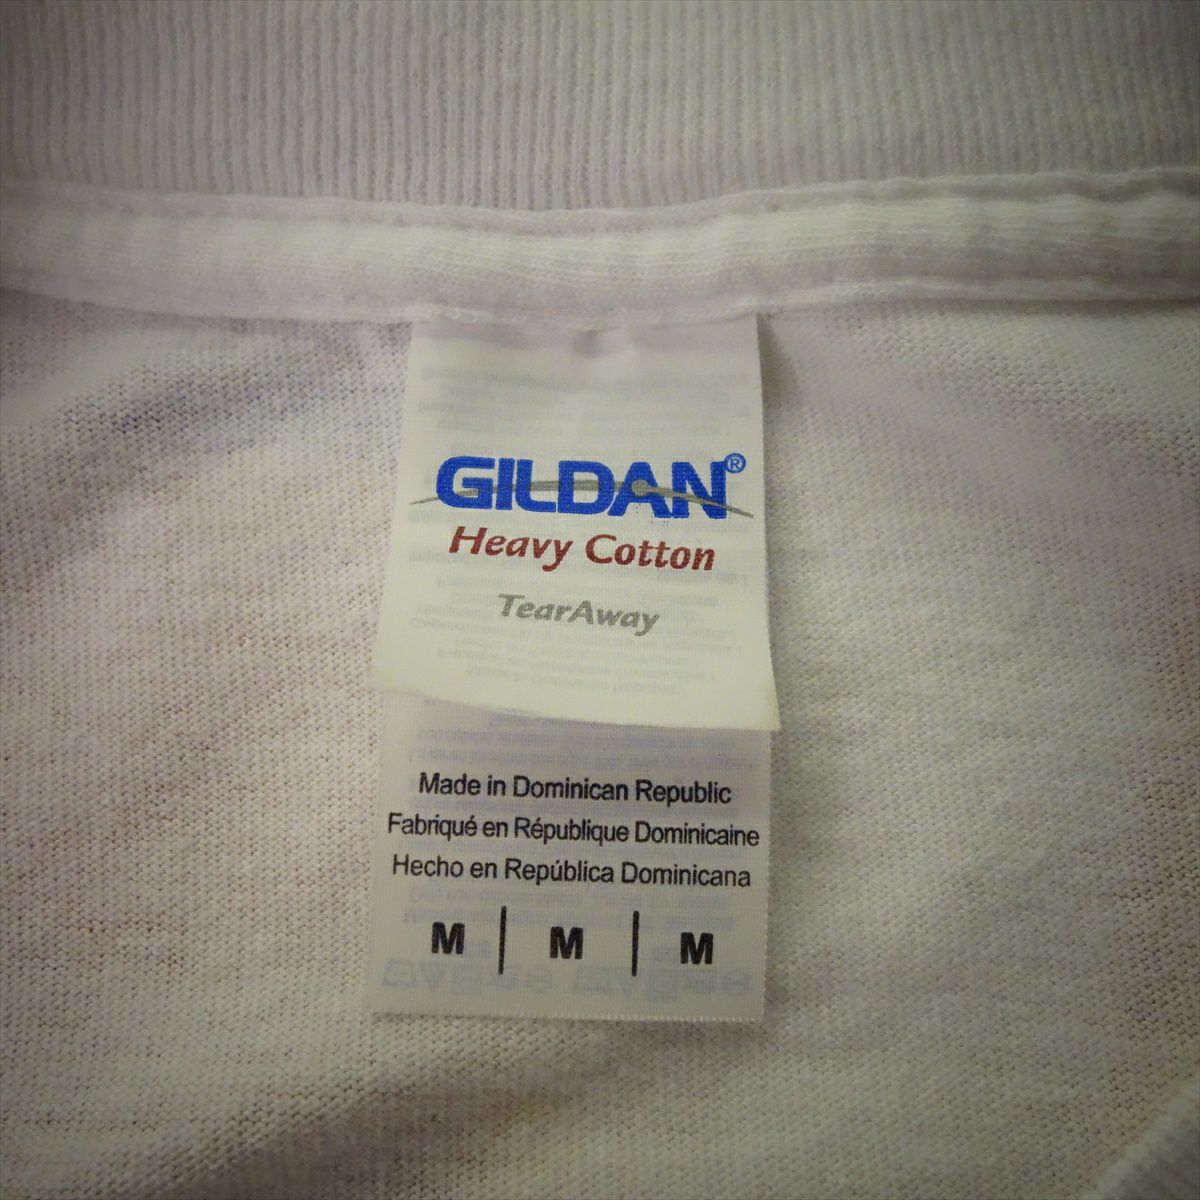 GILDAN®
Heavy Cotton
TearAway
Made in Dominican Republic
Fabriqué en République Dominicaine
Hecho en República Dominicana
M | M | M